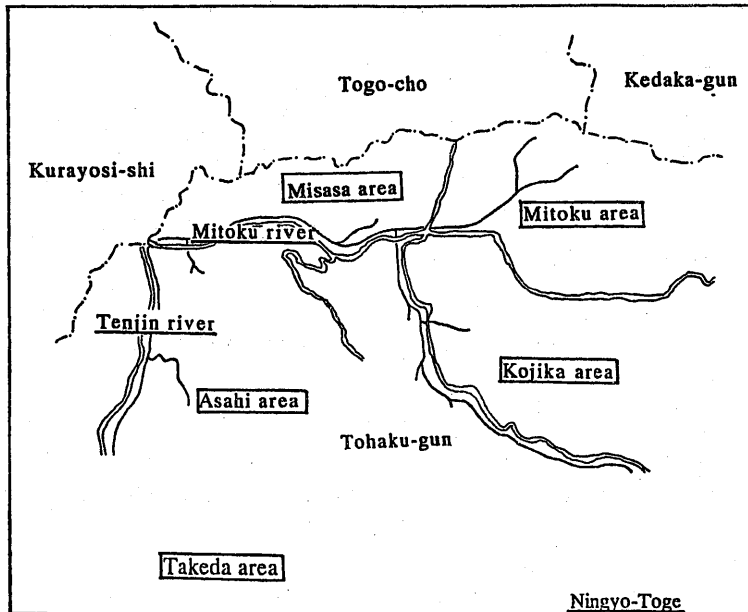 Togo-cho
Kedaka-gun
Kurayosi-shi
Misasa area
Mitoku area
Mitoku river
Tenjin river
Kojika area
Asahi area
Tohaku-gun
Takeda area
Ningyo-Toge